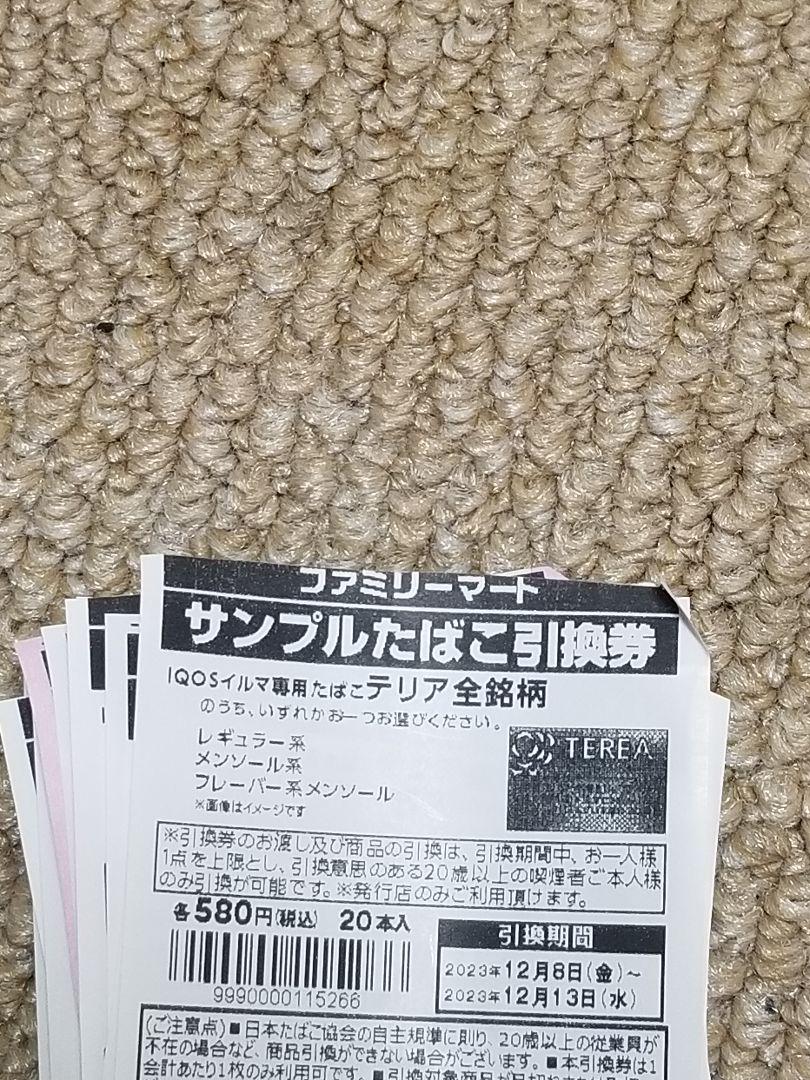 ファミリーマート
サンプルたばこ引換券
IQOSイルマ専用たばこテリア全銘柄
のうち、いずれかお一つお選びください。
レギュラー系
メンソール系
フレーバー系メンソール
※画像はイメージです
TEREA
※引換券のお渡し及び商品の引換は、引換期間中、お一人様
1点を上限とし、引換意思のある20歳以上の喫煙者ご本人様
のみ引換が可能です。※発行店のみご利用頂けます。
各580円(税込) 20本入
9990000115266
引換期間
2023年12月8日(金)～
2023年12月13日(水)
(ご注意点)■日本たばこ協会の自主規準に則り、20歳以上の従業員が
不在の場合など、商品引換ができない場合がございます。■本引換券は1
会計あたり1枚のみ利用可です。■引換対象商品が品切れ